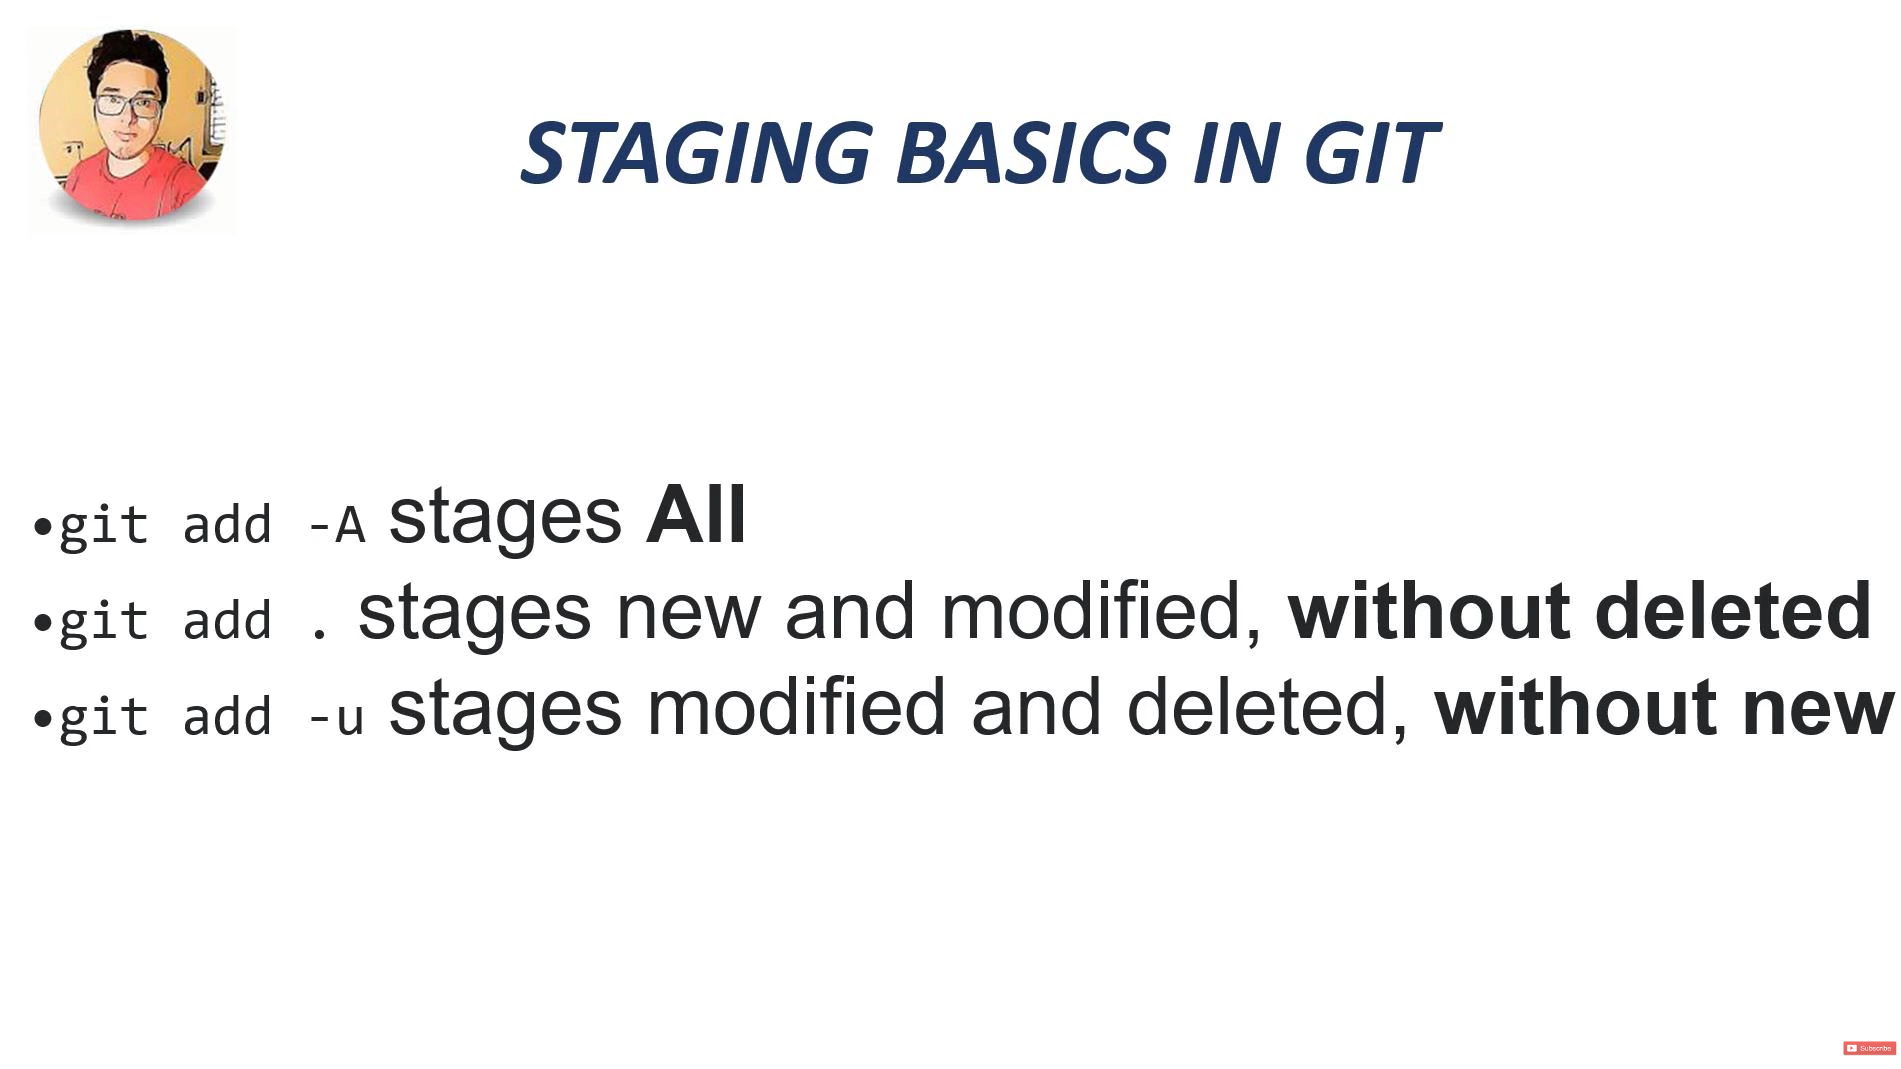 STAGING BASICS IN GIT
•git add -A stages All
•git add . stages new and modified, without deleted
•git add -u stages modified and deleted, without new
Subscribe